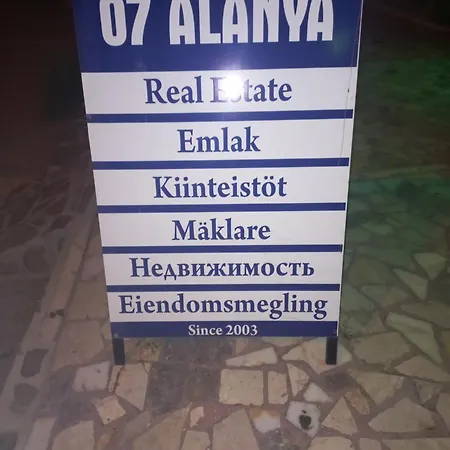 07 ALANYA
Real Estate
Emlak
Kiinteistöt
Mäklare
Недвижимость
Eiendomsmegling
Since 2003